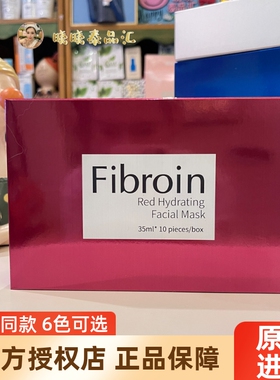 Fibroin
Red Hydrating
Facial Mask
35ml* 10 pieces/box
同款 6色可选
方授权店 正品保障
原
进